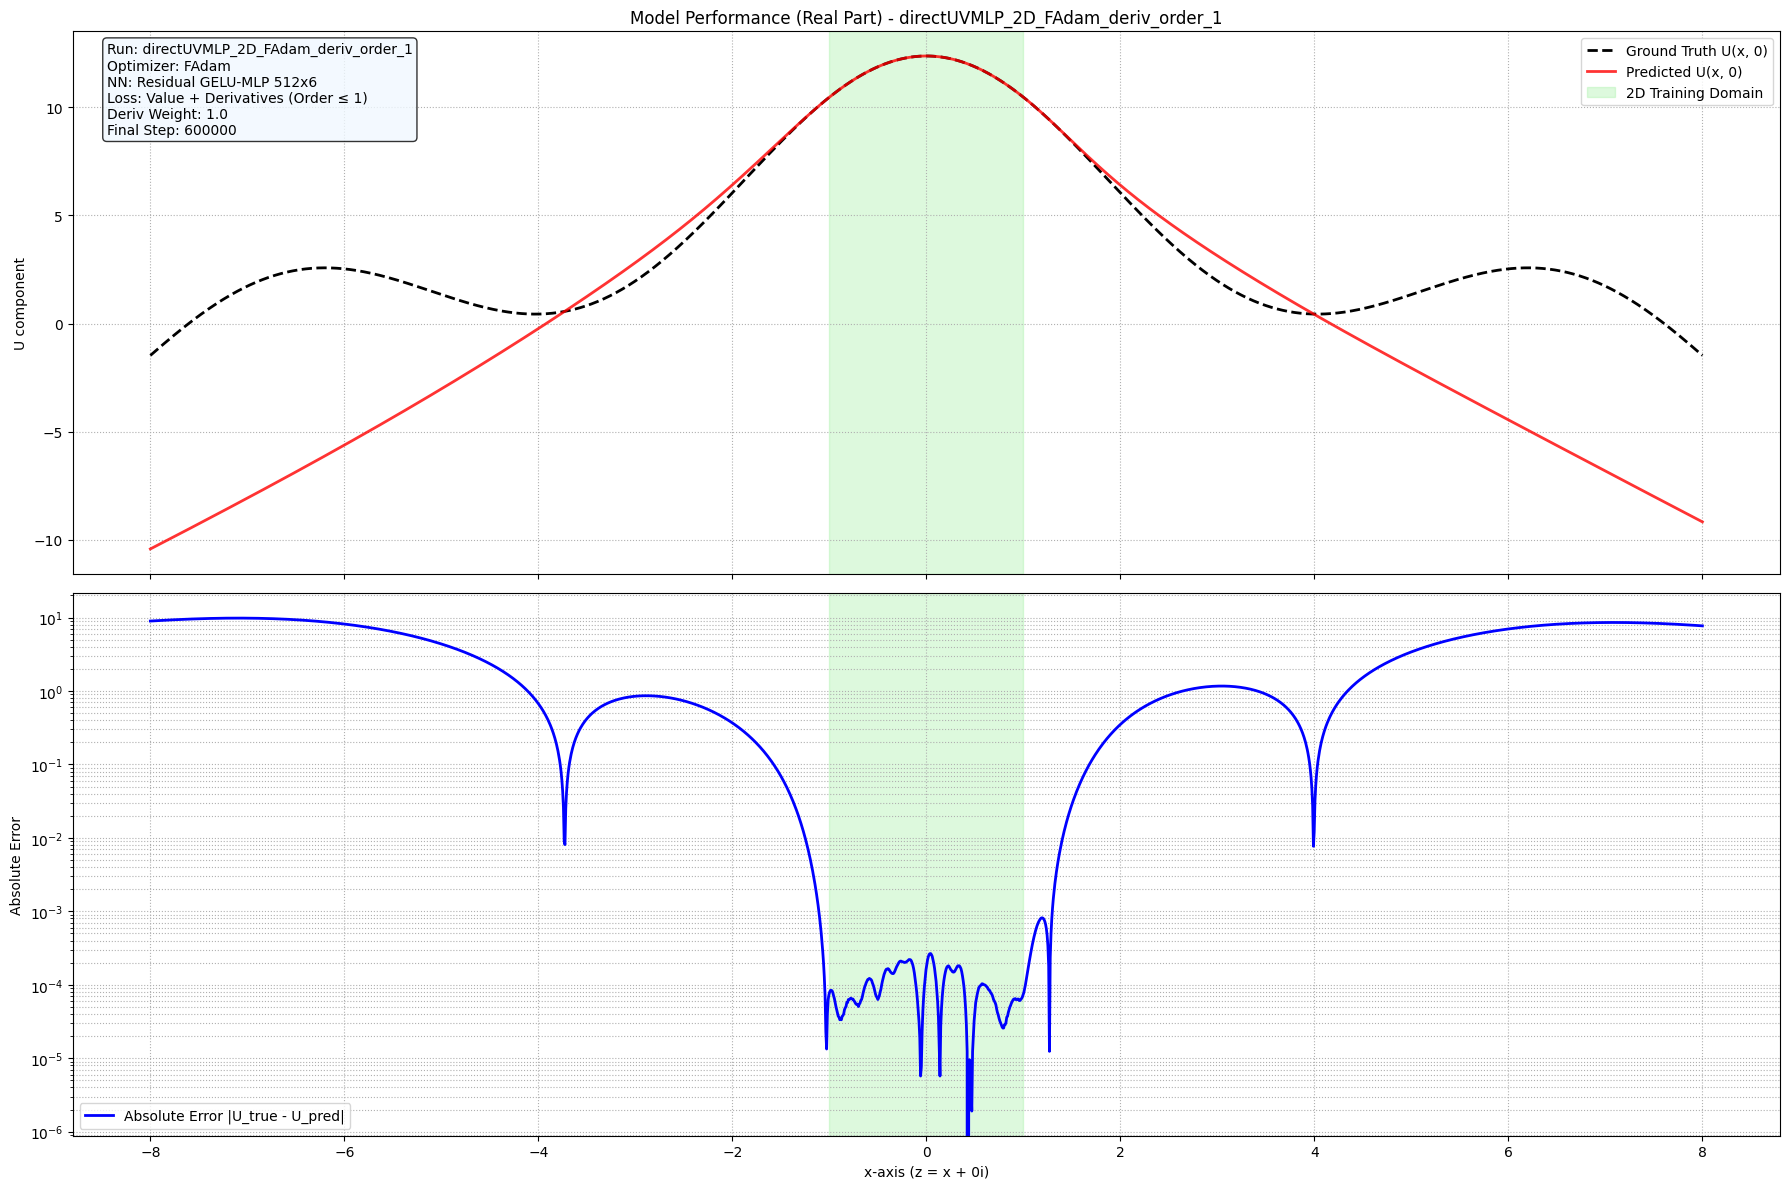 Model Performance (Real Part) - directUVMLP_2D_FAdam_deriv_order_1
Run: directUVMLP_2D_FAdam_deriv_order_1
Optimizer: FAdam
NN: Residual GELU-MLP 512x6
Loss: Value + Derivatives (Order ≤ 1)
Deriv Weight: 1.0
Final Step: 600000
Ground Truth U(x, 0)
Predicted U(x, 0)
2D Training Domain
U component
10
5
0
−5
−10
Absolute Error
10¹
10⁰
10⁻¹
10⁻²
10⁻³
10⁻⁴
10⁻⁵
10⁻⁶
Absolute Error |U_true - U_pred|
−8 −6 −4 −2 0 2 4 6 8
x-axis (z = x + 0i)